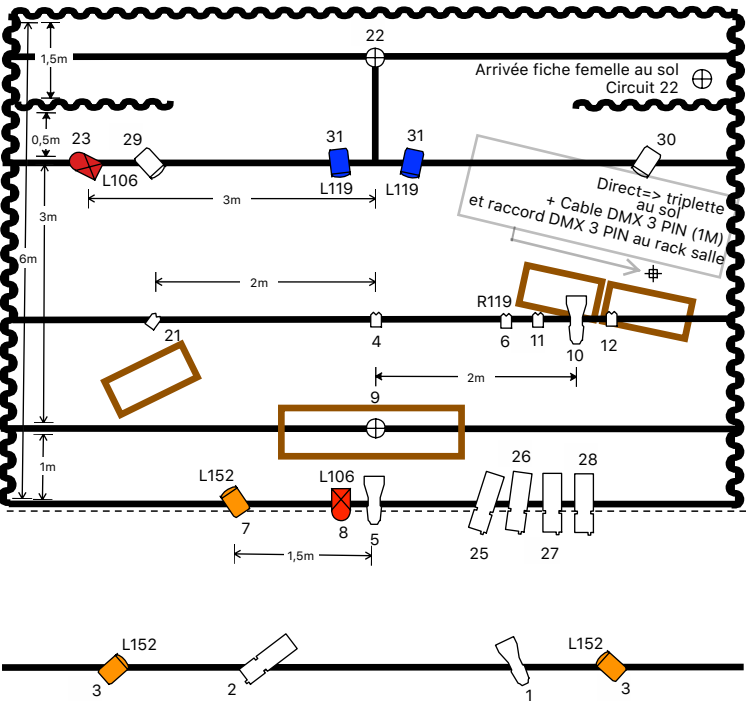 22
1,5m
Arrivée fiche femelle au sol
Circuit 22
0,5m
23
29
31
31
30
L106
L119
L119
3m
Direct=> triplette
au sol
+ Cable DMX 3 PIN (1M)
et raccord DMX 3 PIN au rack salle
3m
6m
2m
R119
21
4
6
11
10
12
2m
9
1m
L152
L106
26
28
7
8
5
25
27
1,5m
L152
L152
3
2
1
3